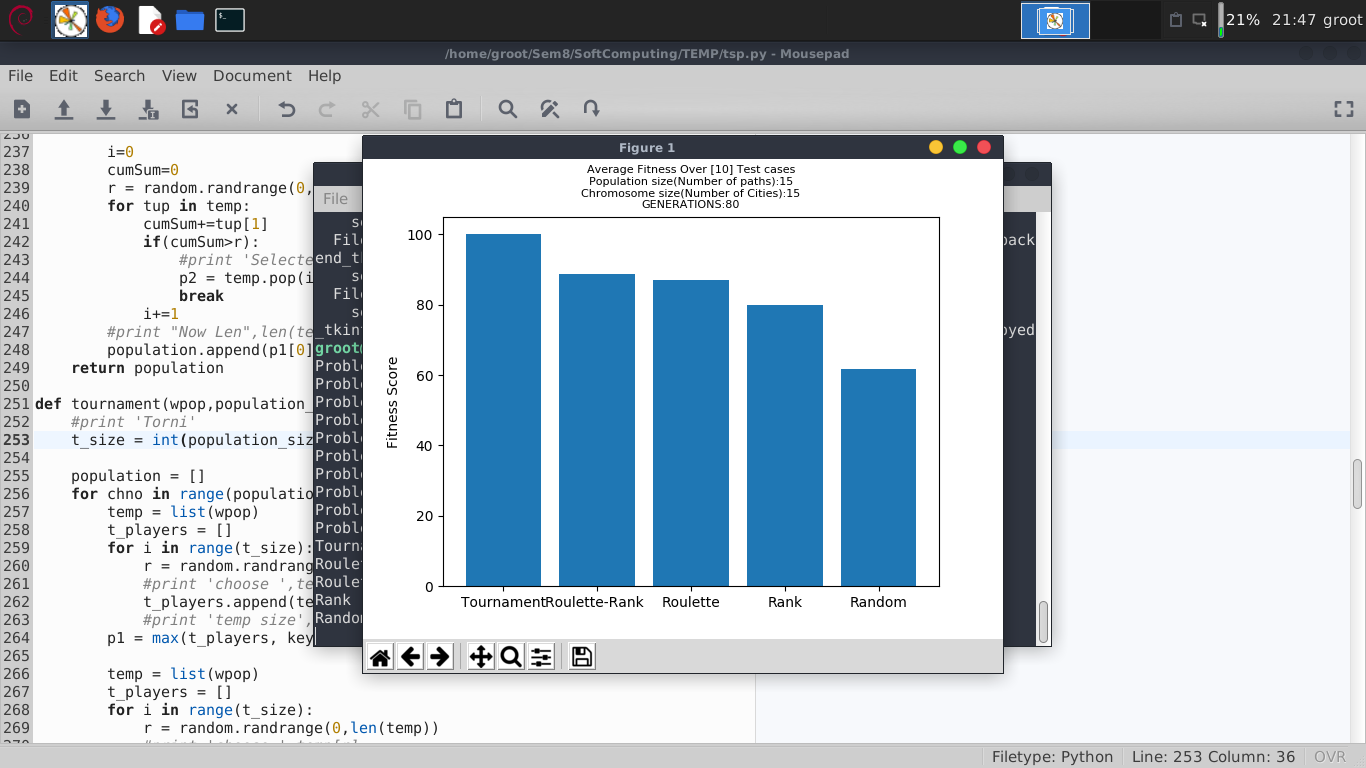 21% 21:47 groot
/home/groot/Sem8/SoftComputing/TEMP/tsp.py - Mousepad
File Edit Search View Document Help
236
237 i=0
238 cumSum=0
239 r = random.randrange(0,
240 for tup in temp:
241 cumSum+=tup[1]
242 if(cumSum>r):
243 #print 'Selecte
244 p2 = temp.pop(i
245 break
246 i+=1
247 #print "Now Len",len(te
248 population.append(p1[0]
249 return population
250
251 def tournament(wpop,population_
252 #print 'Torni'
253 t_size = int(population_siz
254
255 population = []
256 for chno in range(populatio
257 temp = list(wpop)
258 t_players = []
259 for i in range(t_size):
260 r = random.randrang
261 #print 'choose ',te
262 t_players.append(te
263 #print 'temp size',
264 p1 = max(t_players, key
265
266 temp = list(wpop)
267 t_players = []
268 for i in range(t_size):
269 r = random.randrange(0,len(temp))
File
se
File
back
end_t
se
File
se
_tkin
oyed
groot
Proble
Proble
Proble
Proble
Proble
Proble
Proble
Proble
Proble
Proble
Tourna
Roulet
Roulet
Rank
Random
Figure 1
Average Fitness Over [10] Test cases
Population size(Number of paths):15
Chromosome size(Number of Cities):15
GENERATIONS:80
Fitness Score
100
80
60
40
20
0
Tournament Roulette-Rank Roulette Rank Random
Filetype: Python Line: 253 Column: 36 OVR